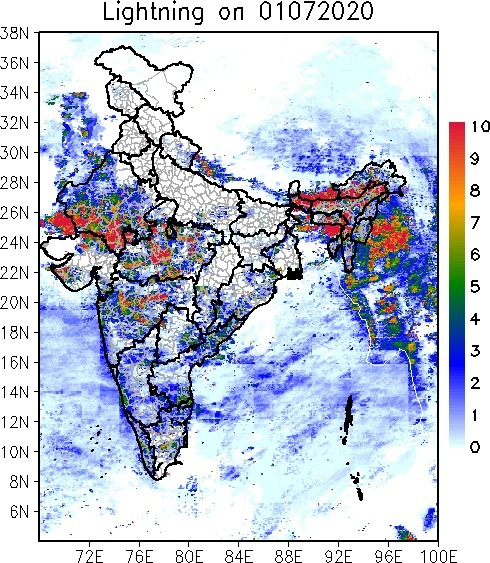 Lightning on 01072020
38N
36N
34N
32N
30N
28N
26N
24N
22N
20N
18N
16N
14N
12N
10N
8N
6N
72E 76E 80E 84E 88E 92E 96E 100E
10
9
8
7
6
5
4
3
2
1
0